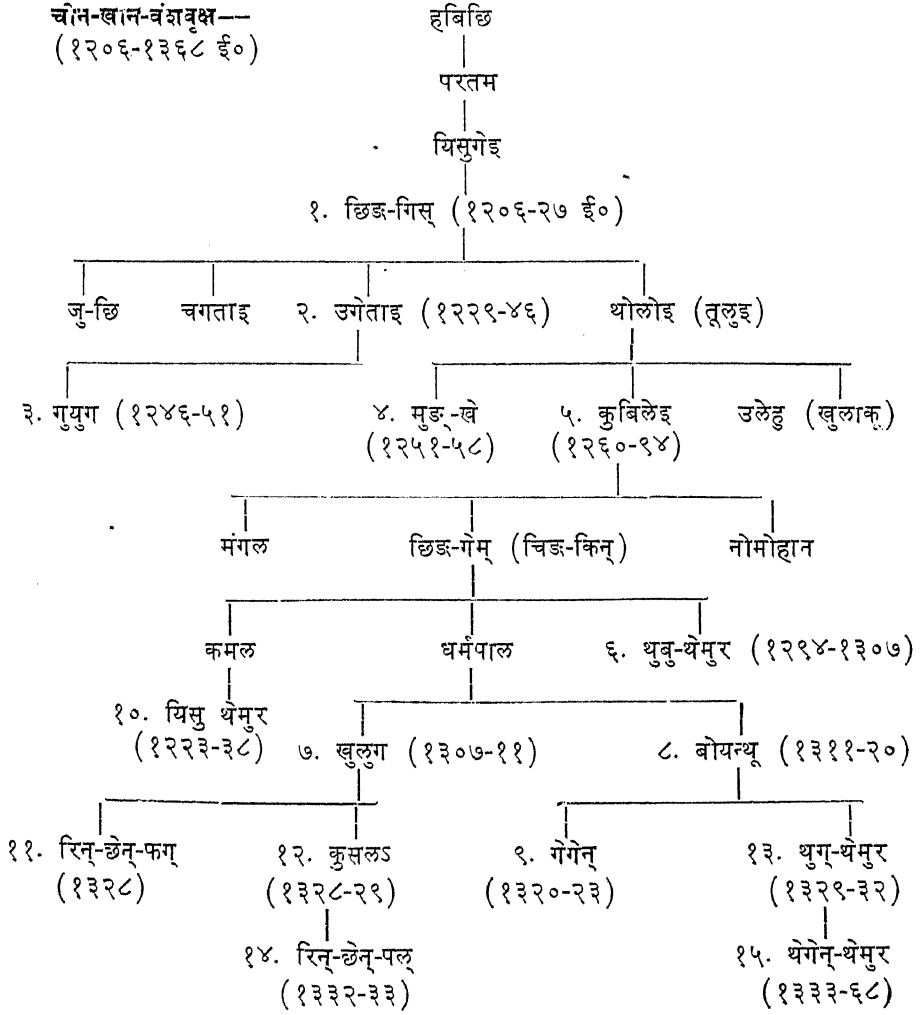 चीन-खान-वंशवृक्ष——
(१२०६-१३६८ ई०)
हबिछि
परतम
यिसुगेइ
१. छिङ-गिस् (१२०६-२७ ई०)
जु-छि चगताइ २. उगेताइ (१२२९-४६) थोलोइ (तूलुइ)
३. गुयुग (१२४६-५१) ४. मुङ्-खे ५. कुबिलेइ उलेहु (खुलाकू)
(१२५१-५८) (१२६०-९४)
मंगल छिङ-गेम् (चिङ-किन्) नोमोहान
कमल धर्मपाल ६. थुबु-थेमुर (१२९४-१३०७)
१०. यिसु थेमुर
(१२२३-३८) ७. खुलुग (१३०७-११) ८. बोयन्थू (१३११-२०)
११. रिन्-छेन्-फग् १२. कुसलऽ ९. गेगेन् १३. थुग्-थेमुर
(१३२८) (१३२८-२९) (१३२०-२३) (१३२९-३२)
१४. रिन्-छेन्-पल् १५. थेगेन्-थेमुर
(१३३२-३३) (१३३३-६८)